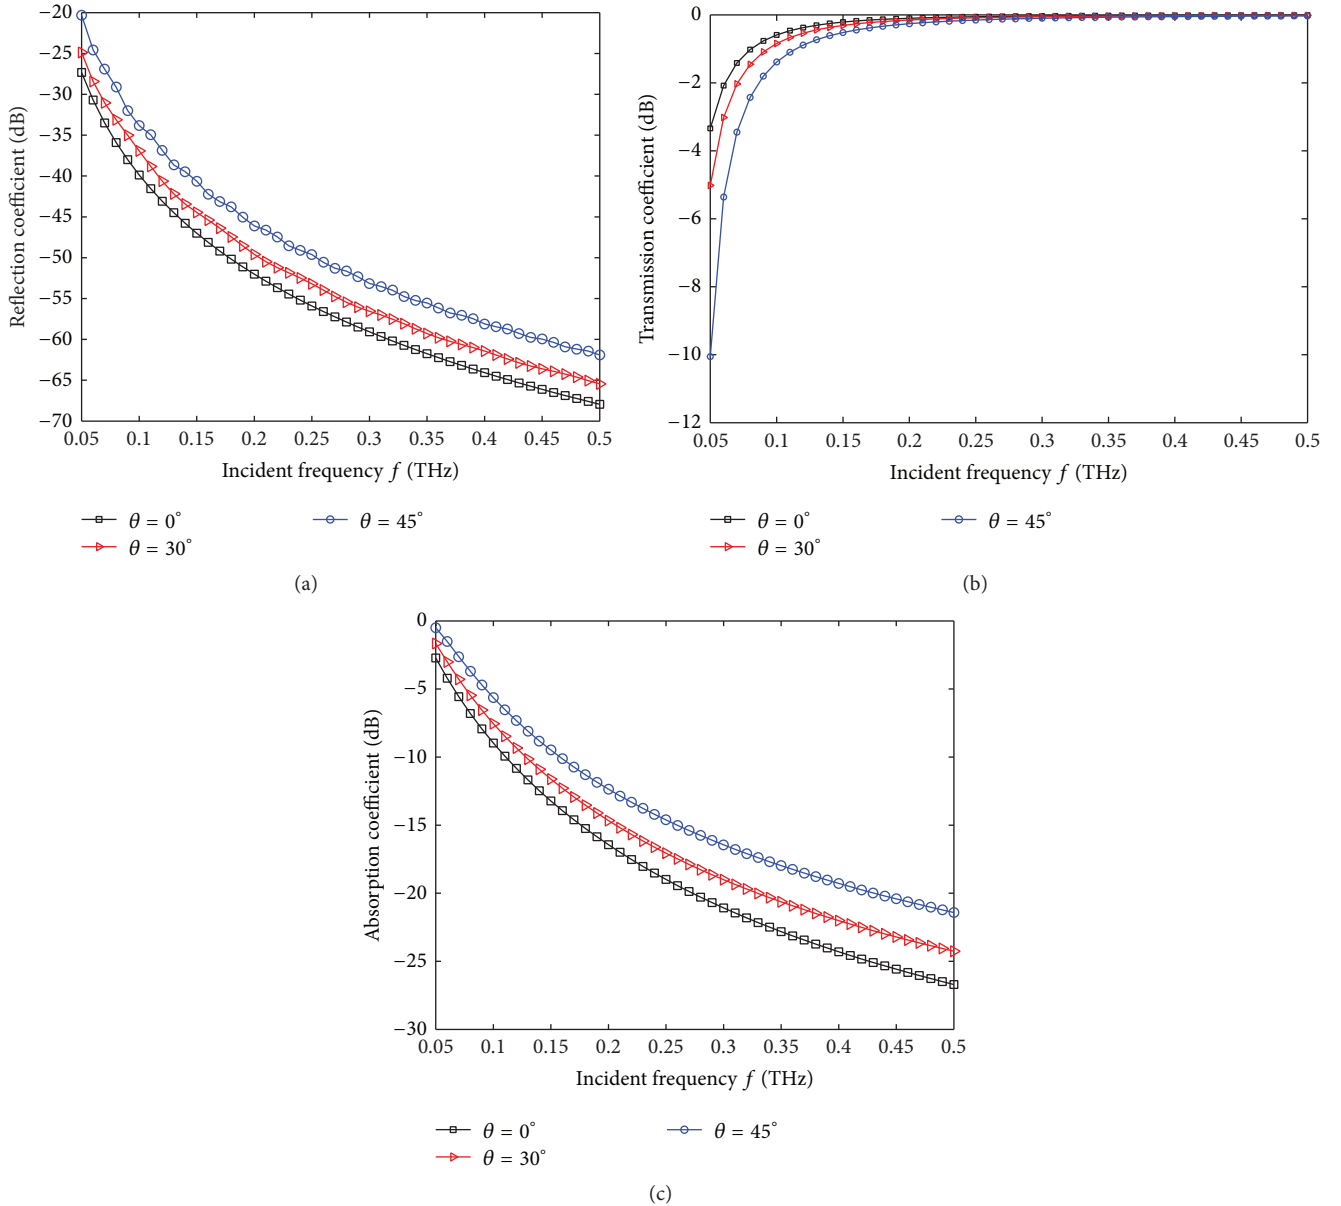 −20
−25
−30
−35
−40
−45
−50
−55
−60
−65
−70
Reflection coefficient (dB)
0.05 0.1 0.15 0.2 0.25 0.3 0.35 0.4 0.45 0.5
Incident frequency f (THz)
θ = 0°
θ = 30°
θ = 45°
(a)
0
−2
−4
−6
−8
−10
−12
Transmission coefficient (dB)
0.05 0.1 0.15 0.2 0.25 0.3 0.35 0.4 0.45 0.5
Incident frequency f (THz)
θ = 0°
θ = 30°
θ = 45°
(b)
0
−5
−10
−15
−20
−25
−30
Absorption coefficient (dB)
0.05 0.1 0.15 0.2 0.25 0.3 0.35 0.4 0.45 0.5
Incident frequency f (THz)
θ = 0°
θ = 30°
θ = 45°
(c)